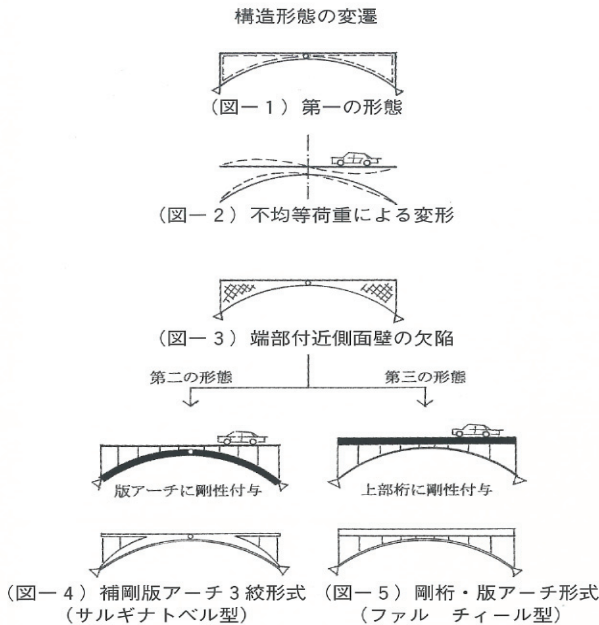 構造形態の変遷
（図－１）第一の形態
（図－２）不均等荷重による変形
（図－３）端部付近側面壁の欠陥
第二の形態
第三の形態
版アーチに剛性付与
上部桁に剛性付与
（図－４）補剛版アーチ３絞形式
（サルギナトベル型）
（図－５）剛桁・版アーチ形式
（ファル　チィール型）